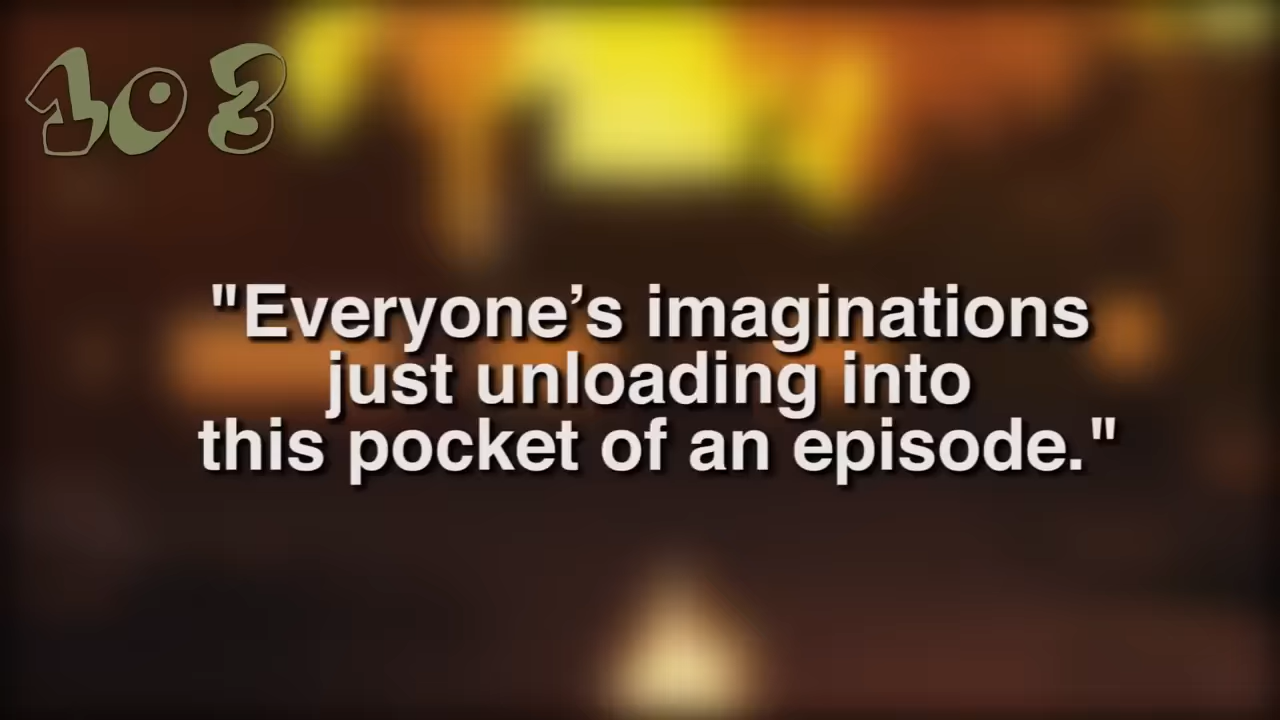 103
"Everyone’s imaginations
just unloading into
this pocket of an episode."